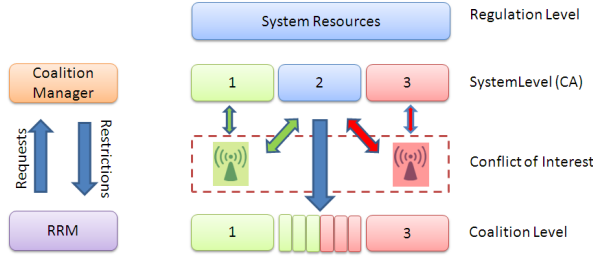 System Resources
Regulation Level
Coalition
Manager
1
2
3
SystemLevel (CA)
Requests
Restrictions
Conflict of Interest
RRM
1
3
Coalition Level